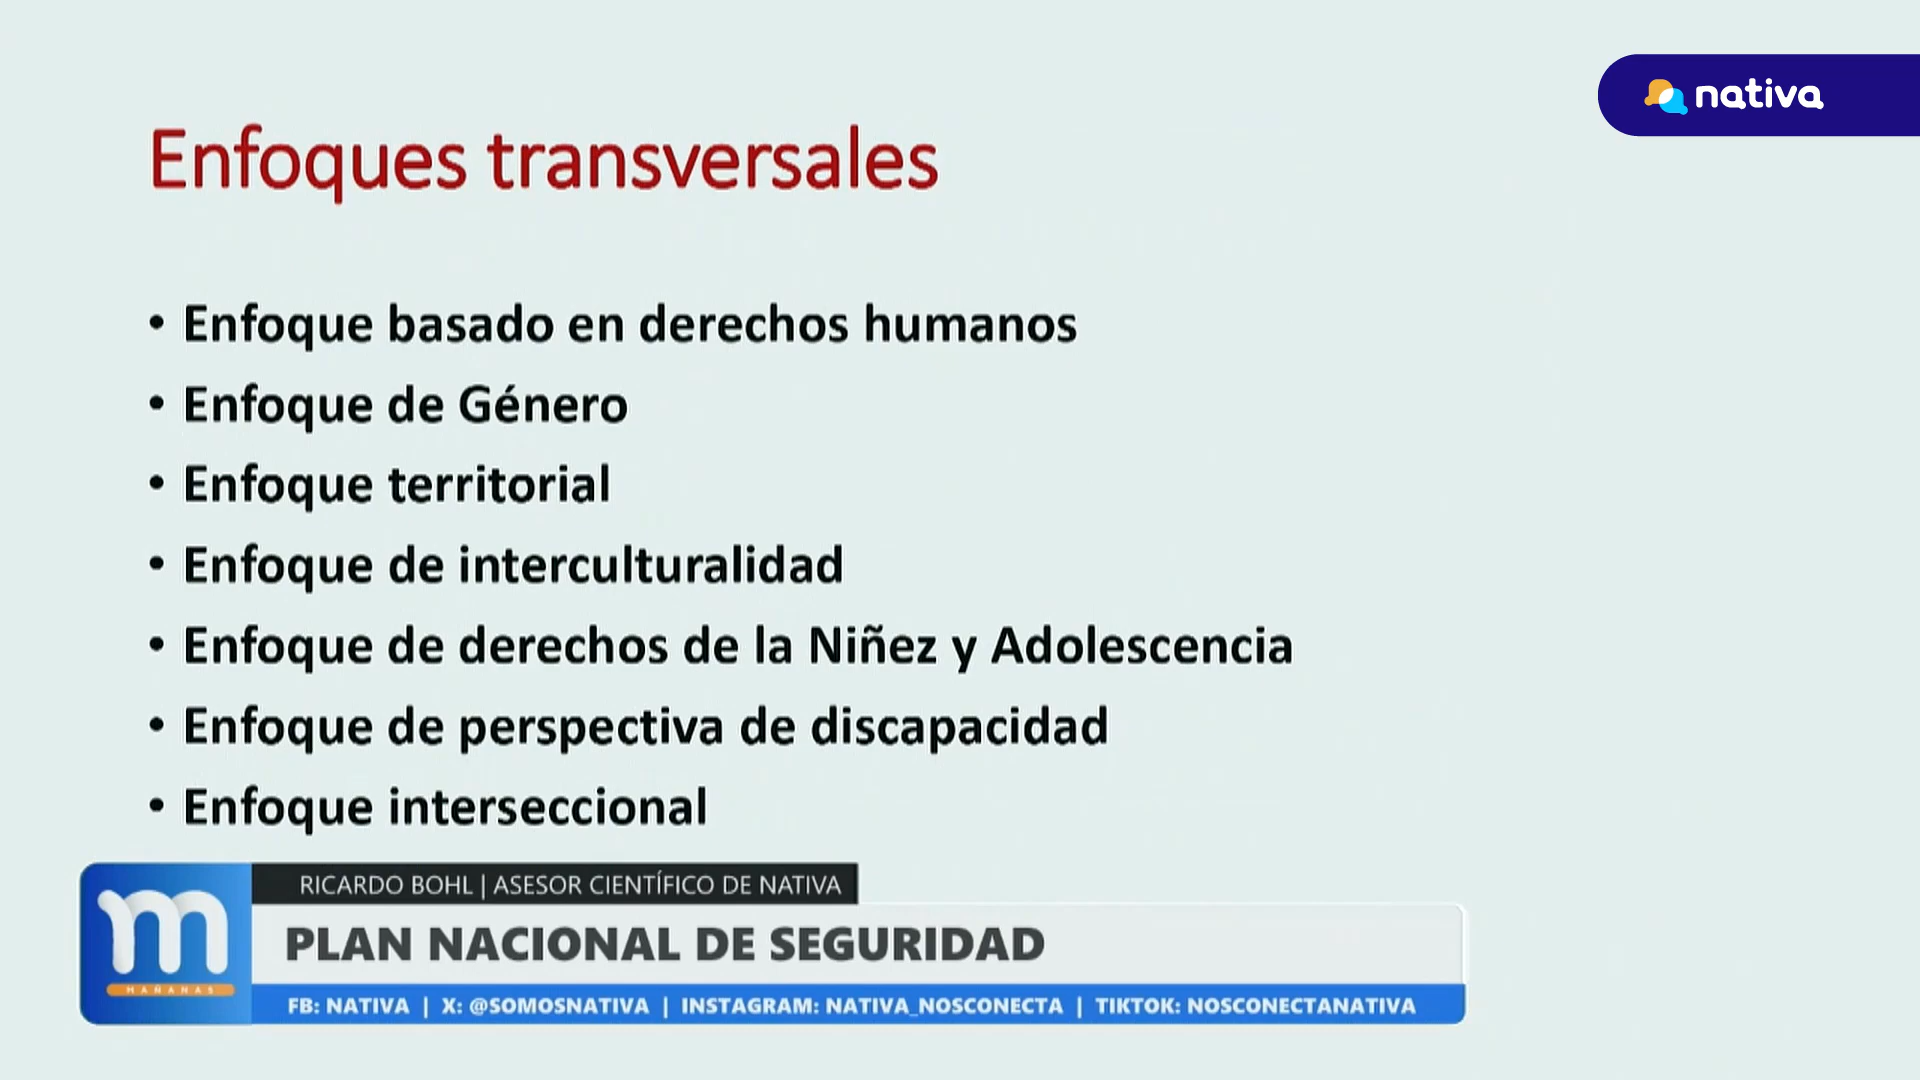 nativa
Enfoques transversales
• Enfoque basado en derechos humanos
• Enfoque de Género
• Enfoque territorial
• Enfoque de interculturalidad
• Enfoque de derechos de la Niñez y Adolescencia
• Enfoque de perspectiva de discapacidad
• Enfoque interseccional
RICARDO BOHL | ASESOR CIENTÍFICO DE NATIVA
m
MAÑANAS
PLAN NACIONAL DE SEGURIDAD
FB: NATIVA | X: @SOMOSNATIVA | INSTAGRAM: NATIVA_NOSCONECTA | TIKTOK: NOSCONECTANATIVA